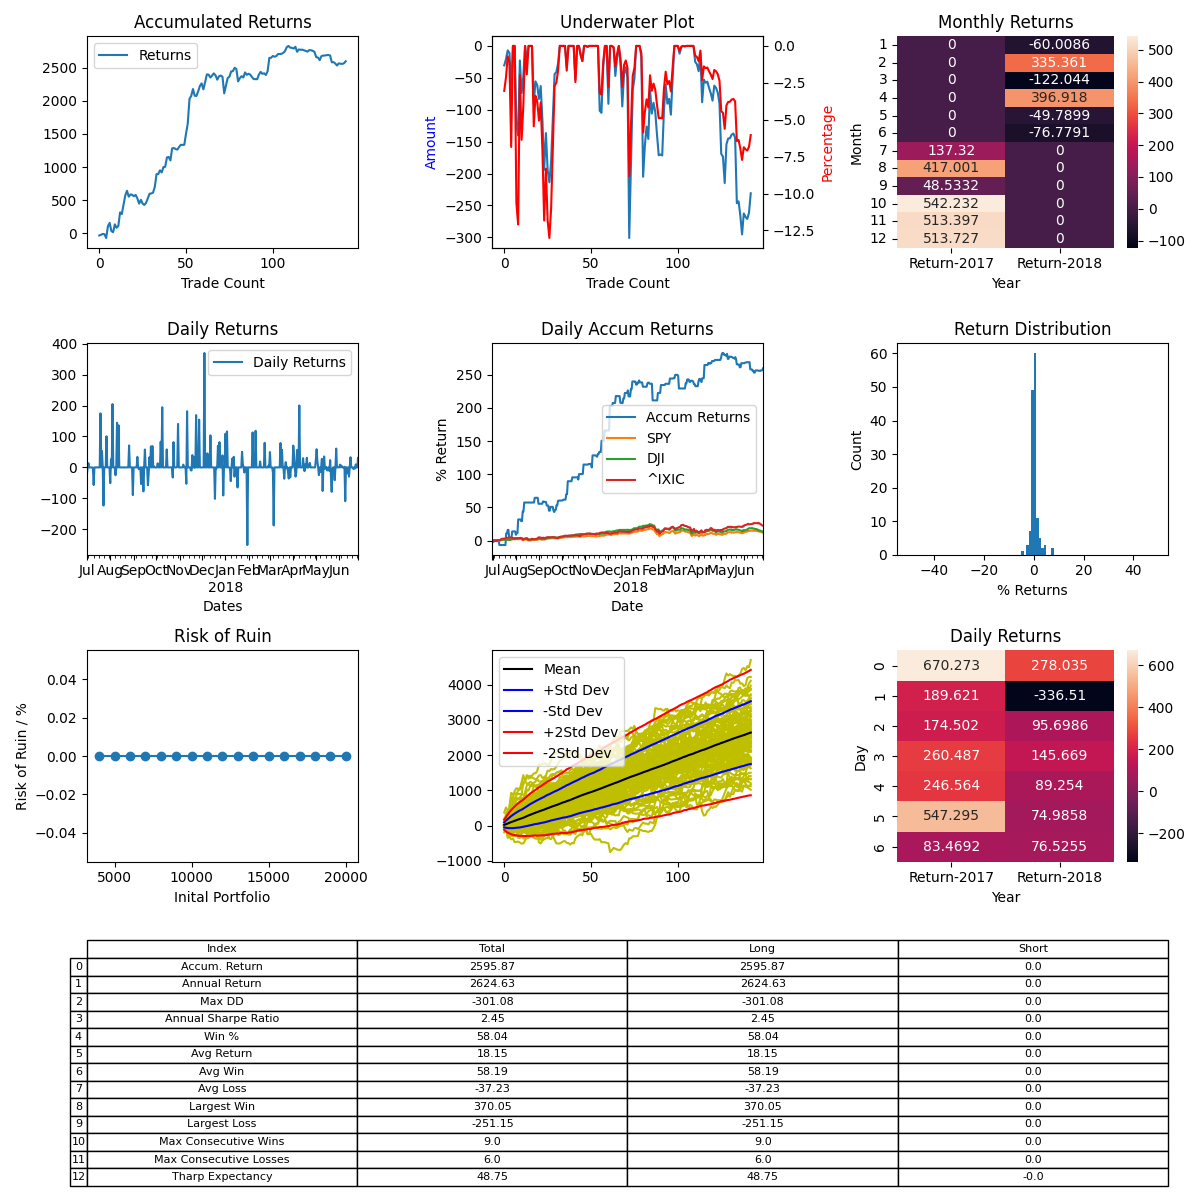 Accumulated Returns
Returns
2500
2000
1500
1000
500
0
0 50 100
Trade Count
Underwater Plot
Amount
0
−50
−100
−150
−200
−250
−300
0.0
−2.5
−5.0
−7.5
−10.0
−12.5
Percentage
0 50 100
Trade Count
Monthly Returns
Month
1 0 -60.0086
2 0 335.361
3 0 -122.044
4 0 396.918
5 0 -49.7899
6 0 -76.7791
7 137.32 0
8 417.001 0
9 48.5332 0
10 542.232 0
11 513.397 0
12 513.727 0
Return-2017 Return-2018
Year
500
400
300
200
100
0
−100
Daily Returns
Daily Returns
400
300
200
100
0
−100
−200
Jul Aug Sep Oct Nov Dec Jan Feb Mar Apr May Jun
2018
Dates
Daily Accum Returns
% Return
250
200
150
100
50
0
Accum Returns
SPY
DJI
^IXIC
Jul Aug Sep Oct Nov Dec Jan Feb Mar Apr May Jun
2018
Date
Return Distribution
Count
60
50
40
30
20
10
0
−40 −20 0 20 40
% Returns
Risk of Ruin
Risk of Ruin / %
0.04
0.02
0.00
−0.02
−0.04
5000 10000 15000 20000
Inital Portfolio
Mean
+Std Dev
-Std Dev
+2Std Dev
-2Std Dev
4000
3000
2000
1000
0
−1000
0 50 100
Daily Returns
Day
0 670.273 278.035
1 189.621 -336.51
2 174.502 95.6986
3 260.487 145.669
4 246.564 89.254
5 547.295 74.9858
6 83.4692 76.5255
Return-2017 Return-2018
Year
600
400
200
0
−200
Index Total Long Short
0 Accum. Return 2595.87 2595.87 0.0
1 Annual Return 2624.63 2624.63 0.0
2 Max DD -301.08 -301.08 0.0
3 Annual Sharpe Ratio 2.45 2.45 0.0
4 Win % 58.04 58.04 0.0
5 Avg Return 18.15 18.15 0.0
6 Avg Win 58.19 58.19 0.0
7 Avg Loss -37.23 -37.23 0.0
8 Largest Win 370.05 370.05 0.0
9 Largest Loss -251.15 -251.15 0.0
10 Max Consecutive Wins 9.0 9.0 0.0
11 Max Consecutive Losses 6.0 6.0 0.0
12 Tharp Expectancy 48.75 48.75 -0.0